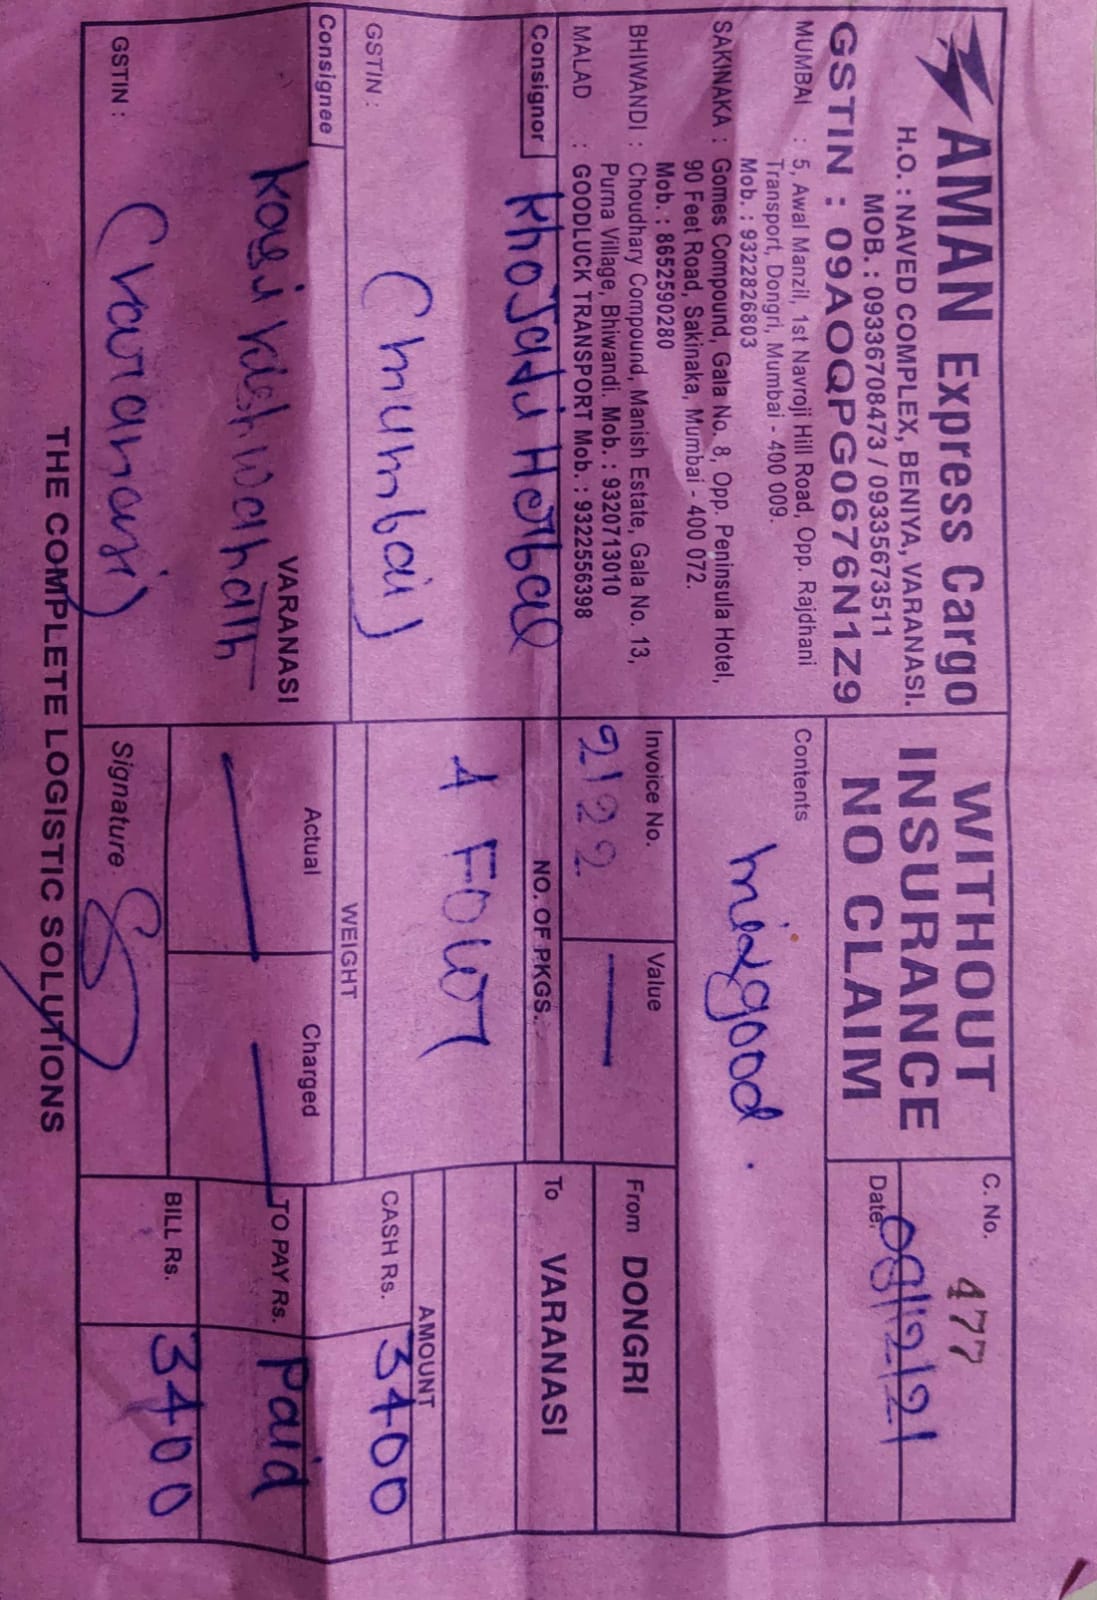 AMAN Express Cargo
H.O. : NAVED COMPLEX, BENIYA, VARANASI.
MOB. : 09336708473 / 09335673511
GSTIN : 09AOQPG0676N1Z9
MUMBAI : 5, Awal Manzil, 1st Navroji Hill Road, Opp. Rajdhani
Transport, Dongri, Mumbai - 400 009.
Mob. : 9322826803
SAKINAKA : Gomes Compound, Gala No. 8, Opp. Peninsula Hotel,
90 Feet Road, Sakinaka, Mumbai - 400 072.
Mob. : 8652590280
BHIWANDI : Choudhary Compound, Manish Estate, Gala No. 13,
Purna Village, Bhiwandi. Mob. : 932071​3010
MALAD : GOODLUCK TRANSPORT Mob. : 9322556398
WITHOUT
INSURANCE
NO CLAIM
C. No. 477
Date: 08/12/21
Contents
Invoice No. Value
2122 —
From DONGRI
To VARANASI
Consignor Khojati Herbal
(Mumbai)
GSTIN :
NO. OF PKGS.
4 Four
WEIGHT
Actual Charged
AMOUNT
CASH Rs. 3400
TO PAY Rs. Paid
BILL Rs. 3400
Consignee
VARANASI
Kasi Vishwanath
(Varanasi)
GSTIN :
Signature
THE COMPLETE LOGISTIC SOLUTIONS